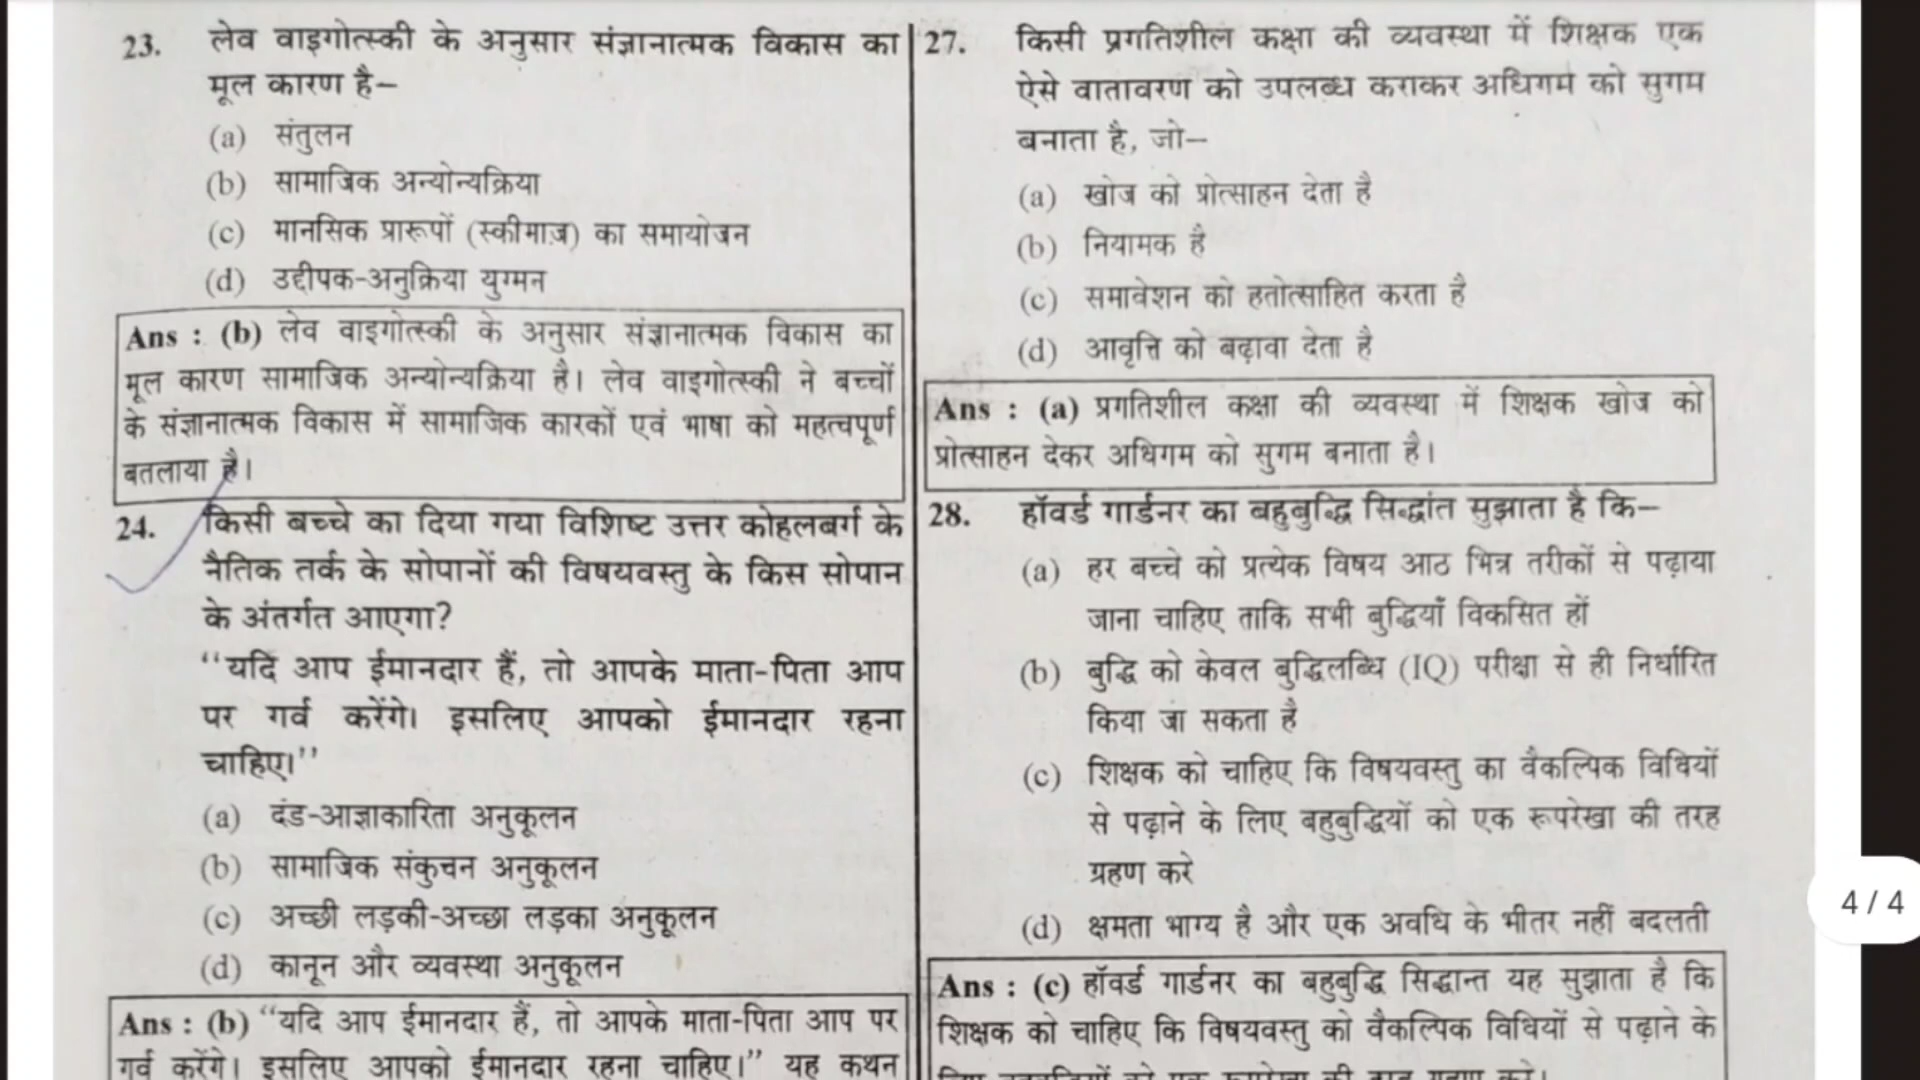 23. लेव वाइगोत्स्की के अनुसार संज्ञानात्मक विकास का
मूल कारण है–
(a) संतुलन
(b) सामाजिक अन्योन्यक्रिया
(c) मानसिक प्रारूपों (स्कीमाज़) का समायोजन
(d) उद्दीपक-अनुक्रिया युग्मन
Ans : (b) लेव वाइगोत्स्की के अनुसार संज्ञानात्मक विकास का
मूल कारण सामाजिक अन्योन्यक्रिया है। लेव वाइगोत्स्की ने बच्चों
के संज्ञानात्मक विकास में सामाजिक कारकों एवं भाषा को महत्वपूर्ण
बतलाया है।
24. किसी बच्चे का दिया गया विशिष्ट उत्तर कोहलबर्ग के
नैतिक तर्क के सोपानों की विषयवस्तु के किस सोपान
के अंतर्गत आएगा?
“यदि आप ईमानदार हैं, तो आपके माता-पिता आप
पर गर्व करेंगे। इसलिए आपको ईमानदार रहना
चाहिए।”
(a) दंड-आज्ञाकारिता अनुकूलन
(b) सामाजिक संकुचन अनुकूलन
(c) अच्छी लड़की-अच्छा लड़का अनुकूलन
(d) कानून और व्यवस्था अनुकूलन
Ans : (b) “यदि आप ईमानदार हैं, तो आपके माता-पिता आप पर
गर्व करेंगे। इसलिए आपको ईमानदार रहना चाहिए।” यह कथन
27. किसी प्रगतिशील कक्षा की व्यवस्था में शिक्षक एक
ऐसे वातावरण को उपलब्ध कराकर अधिगम को सुगम
बनाता है, जो–
(a) खोज को प्रोत्साहन देता है
(b) नियामक है
(c) समावेशन को हतोत्साहित करता है
(d) आवृत्ति को बढ़ावा देता है
Ans : (a) प्रगतिशील कक्षा की व्यवस्था में शिक्षक खोज को
प्रोत्साहन देकर अधिगम को सुगम बनाता है।
28. हॉवर्ड गार्डनर का बहुबुद्धि सिद्धांत सुझाता है कि–
(a) हर बच्चे को प्रत्येक विषय आठ भिन्न तरीकों से पढ़ाया
जाना चाहिए ताकि सभी बुद्धियाँ विकसित हों
(b) बुद्धि को केवल बुद्धिलब्धि (IQ) परीक्षा से ही निर्धारित
किया जा सकता है
(c) शिक्षक को चाहिए कि विषयवस्तु का वैकल्पिक विधियों
से पढ़ाने के लिए बहुबुद्धियों को एक रूपरेखा की तरह
ग्रहण करे
(d) क्षमता भाग्य है और एक अवधि के भीतर नहीं बदलती
Ans : (c) हॉवर्ड गार्डनर का बहुबुद्धि सिद्धान्त यह सुझाता है कि
शिक्षक को चाहिए कि विषयवस्तु को वैकल्पिक विधियों से पढ़ाने के
4 / 4